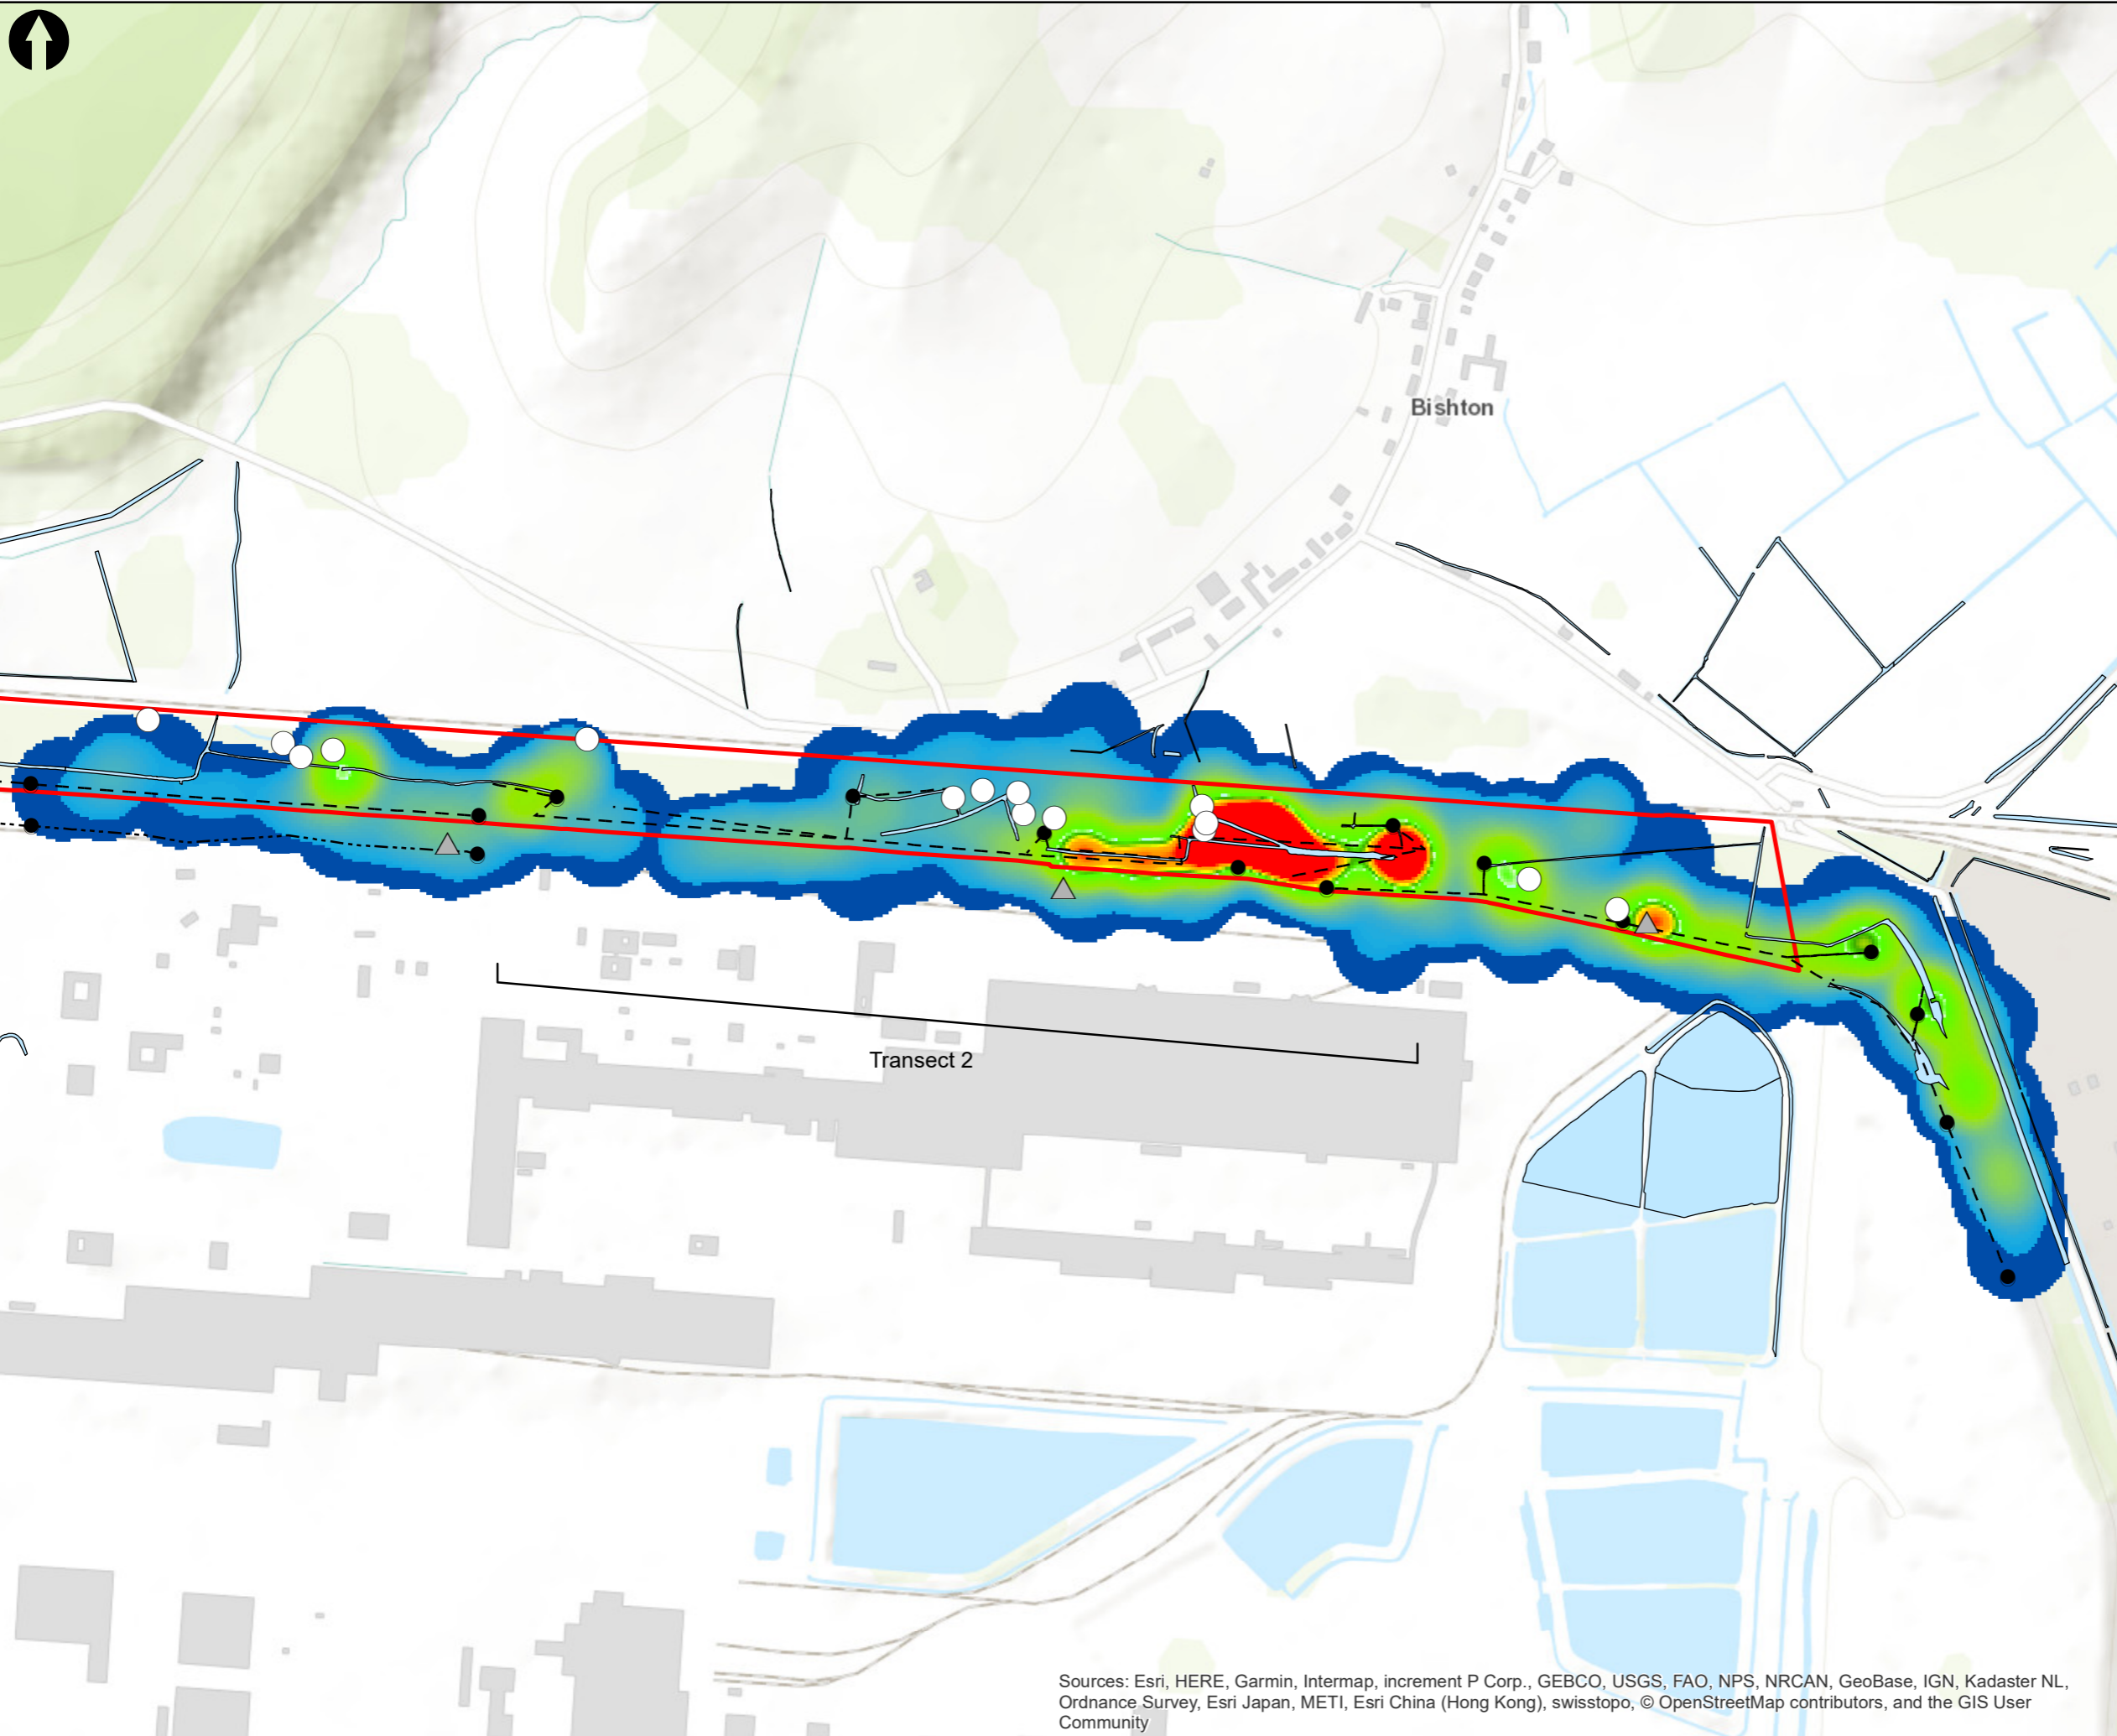 Bishton
Transect 2
Sources: Esri, HERE, Garmin, Intermap, increment P Corp., GEBCO, USGS, FAO, NPS, NRCAN, GeoBase, IGN, Kadaster NL,
Ordnance Survey, Esri Japan, METI, Esri China (Hong Kong), swisstopo, © OpenStreetMap contributors, and the GIS User
Community